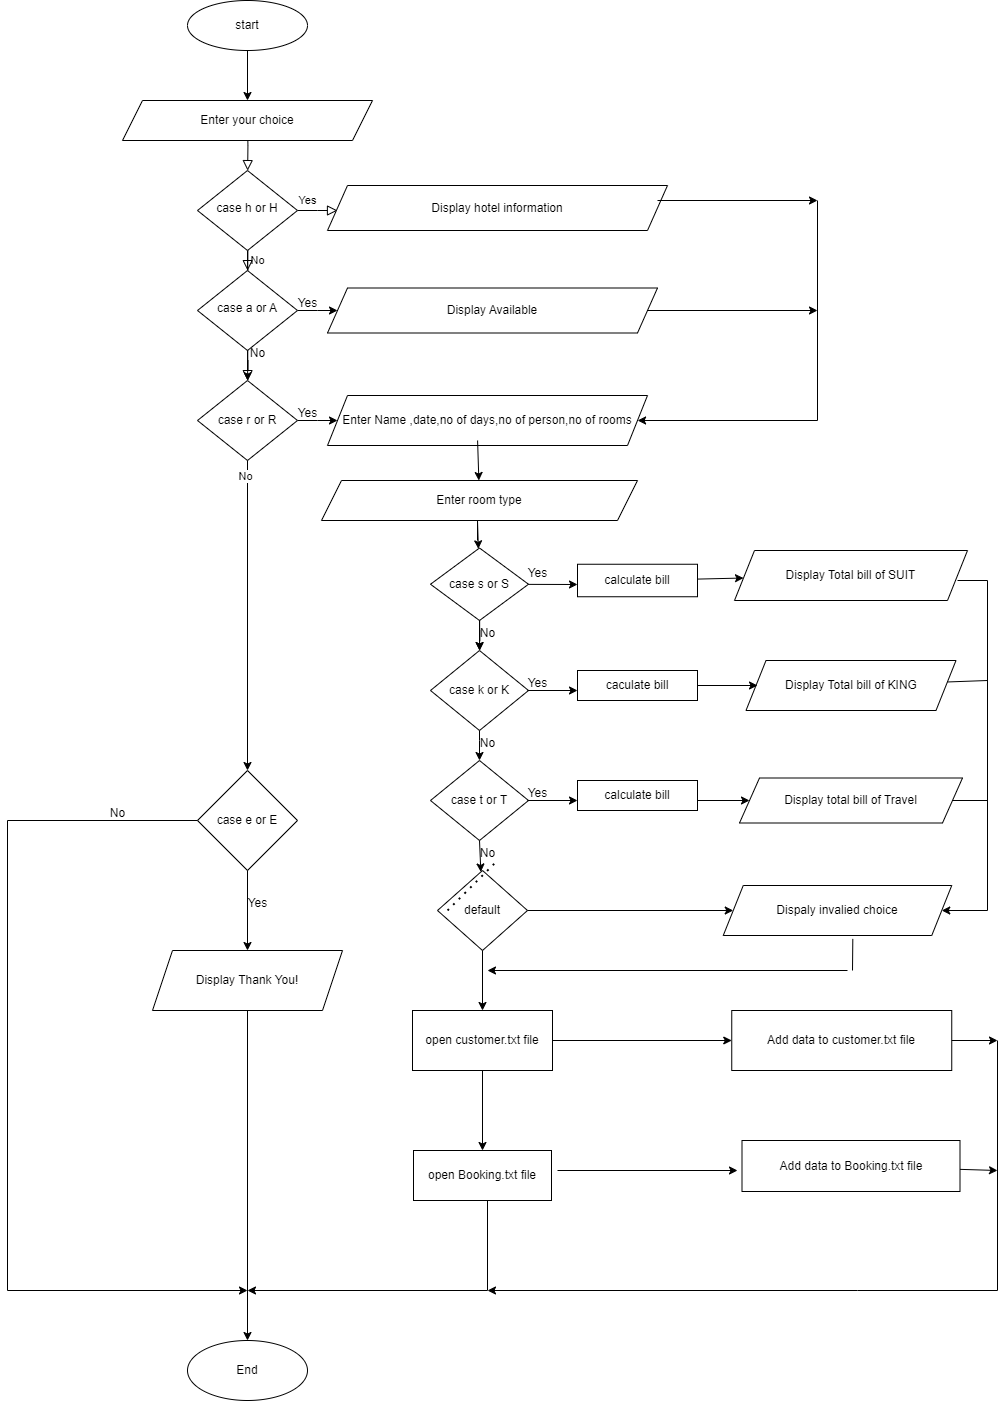 start
Enter your choice
case h or H
Yes
Display hotel information
No
case a or A
Yes
Display Available
No
case r or R
Yes
Enter Name ,date,no of days,no of person,no of rooms
No
Enter room type
case s or S
Yes
calculate bill
Display Total bill of SUIT
No
case k or K
Yes
caculate bill
Display Total bill of KING
No
case t or T
Yes
calculate bill
Display total bill of Travel
No
case e or E
No
default
Dispaly invalied choice
Yes
Display Thank You!
open customer.txt file
Add data to customer.txt file
open Booking.txt file
Add data to Booking.txt file
End